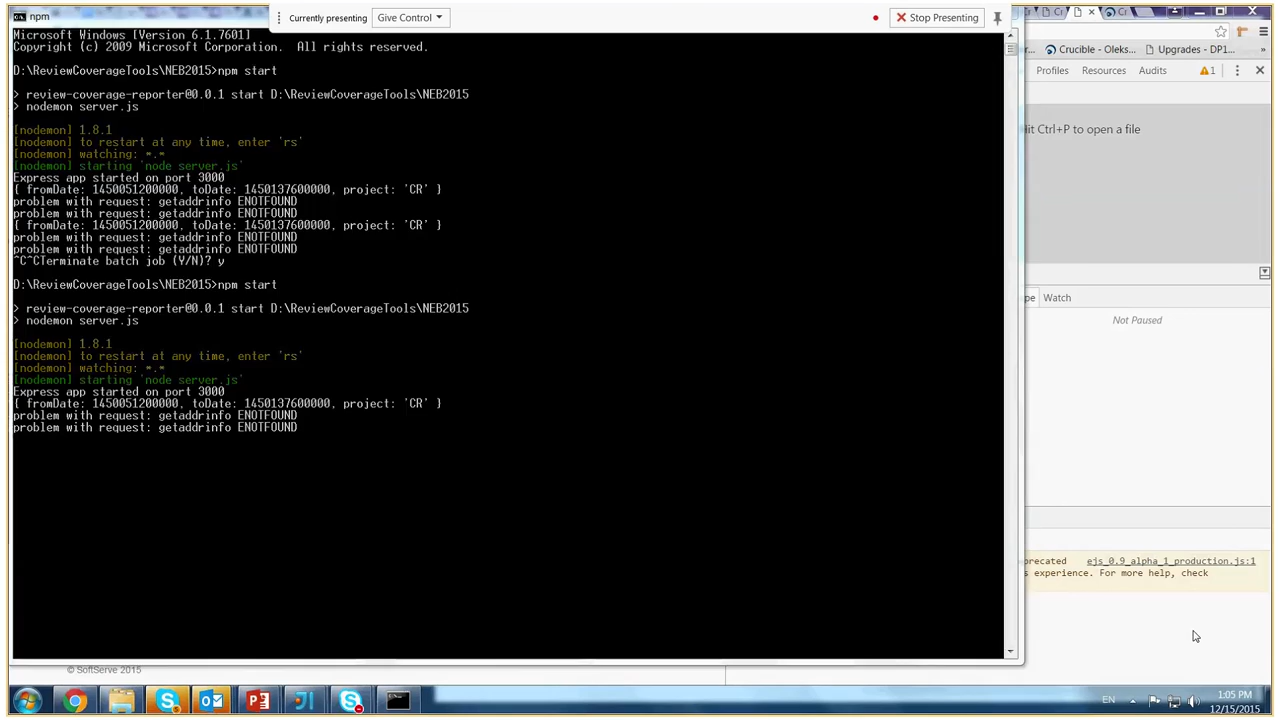 npm
Currently presenting
Give Control
Stop Presenting
Microsoft Windows [Version 6.1.7601]
Copyright (c) 2009 Microsoft Corporation.  All rights reserved.
D:\ReviewCoverageTools\NEB2015>npm start
> review-coverage-reporter@0.0.1 start D:\ReviewCoverageTools\NEB2015
> nodemon server.js
[nodemon] 1.8.1
[nodemon] to restart at any time, enter 'rs'
[nodemon] watching: *.*
[nodemon] starting 'node server.js'
Express app started on port 3000
{ fromDate: 1450051200000, toDate: 1450137600000, project: 'CR' }
problem with request: getaddrinfo ENOTFOUND
problem with request: getaddrinfo ENOTFOUND
{ fromDate: 1450051200000, toDate: 1450137600000, project: 'CR' }
problem with request: getaddrinfo ENOTFOUND
problem with request: getaddrinfo ENOTFOUND
^C^CTerminate batch job (Y/N)? y
D:\ReviewCoverageTools\NEB2015>npm start
> review-coverage-reporter@0.0.1 start D:\ReviewCoverageTools\NEB2015
> nodemon server.js
[nodemon] 1.8.1
[nodemon] to restart at any time, enter 'rs'
[nodemon] watching: *.*
[nodemon] starting 'node server.js'
Express app started on port 3000
{ fromDate: 1450051200000, toDate: 1450137600000, project: 'CR' }
problem with request: getaddrinfo ENOTFOUND
problem with request: getaddrinfo ENOTFOUND
Cr
Cr
Crucible - Oleks...
Upgrades - DP1...
Profiles Resources Audits 1
Hit Ctrl+P to open a file
Watch
Not Paused
ejs_0.9_alpha_1_production.js:1
experience. For more help, check
© SoftServe 2015
EN
1:05 PM
12/15/2015